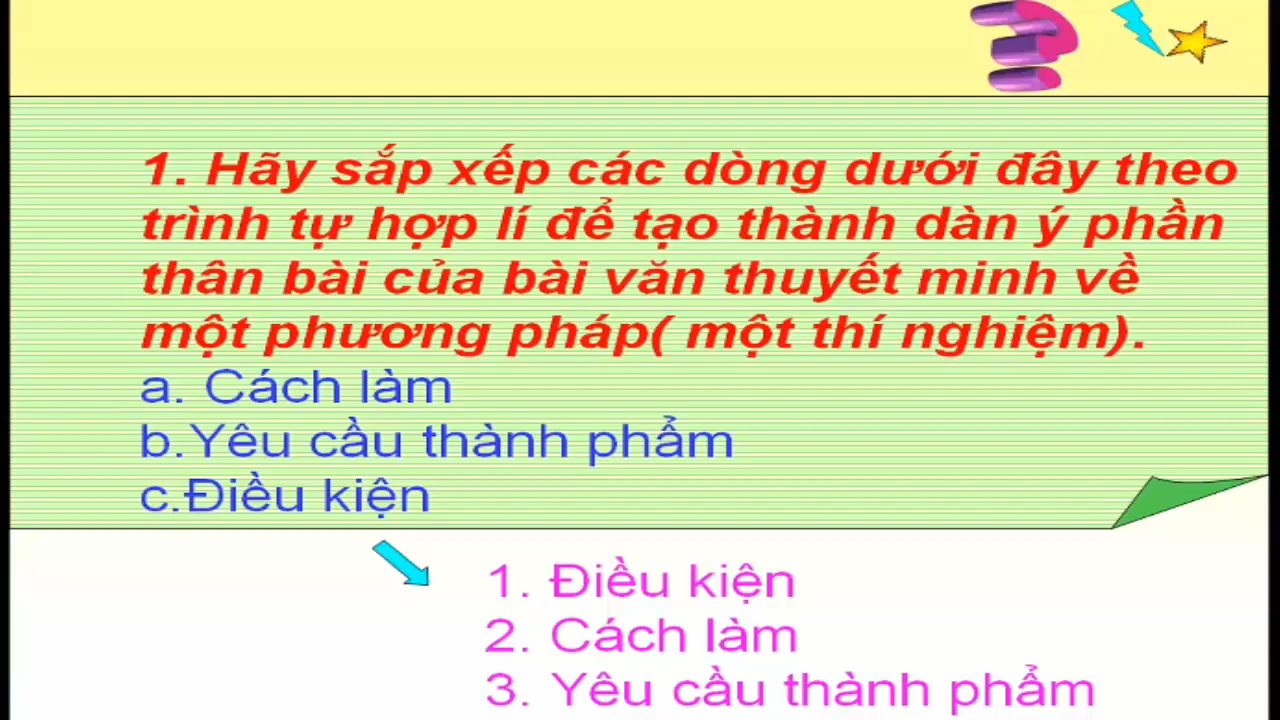 1. Hãy sắp xếp các dòng dưới đây theo
trình tự hợp lí để tạo thành dàn ý phần
thân bài của bài văn thuyết minh về
một phương pháp( một thí nghiệm).
a. Cách làm
b.Yêu cầu thành phẩm
c.Điều kiện
1. Điều kiện
2. Cách làm
3. Yêu cầu thành phẩm